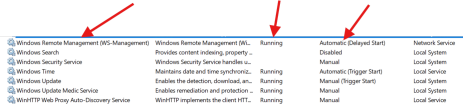 Windows Remote Management (WS-Management) Windows Remote Management (Wi... Running Automatic (Delayed Start) Network Service
Windows Search Provides content indexing, property ... Disabled Local System
Windows Security Service Windows Security Service handles u... Manual Local System
Windows Time Maintains date and time synchroniz... Running Automatic (Trigger Start) Local Service
Windows Update Enables the detection, download, an... Running Manual (Trigger Start) Local System
Windows Update Medic Service Enables remediation and protection ... Manual Local System
WinHTTP Web Proxy Auto-Discovery Service WinHTTP implements the client HTT... Running Manual Local Service